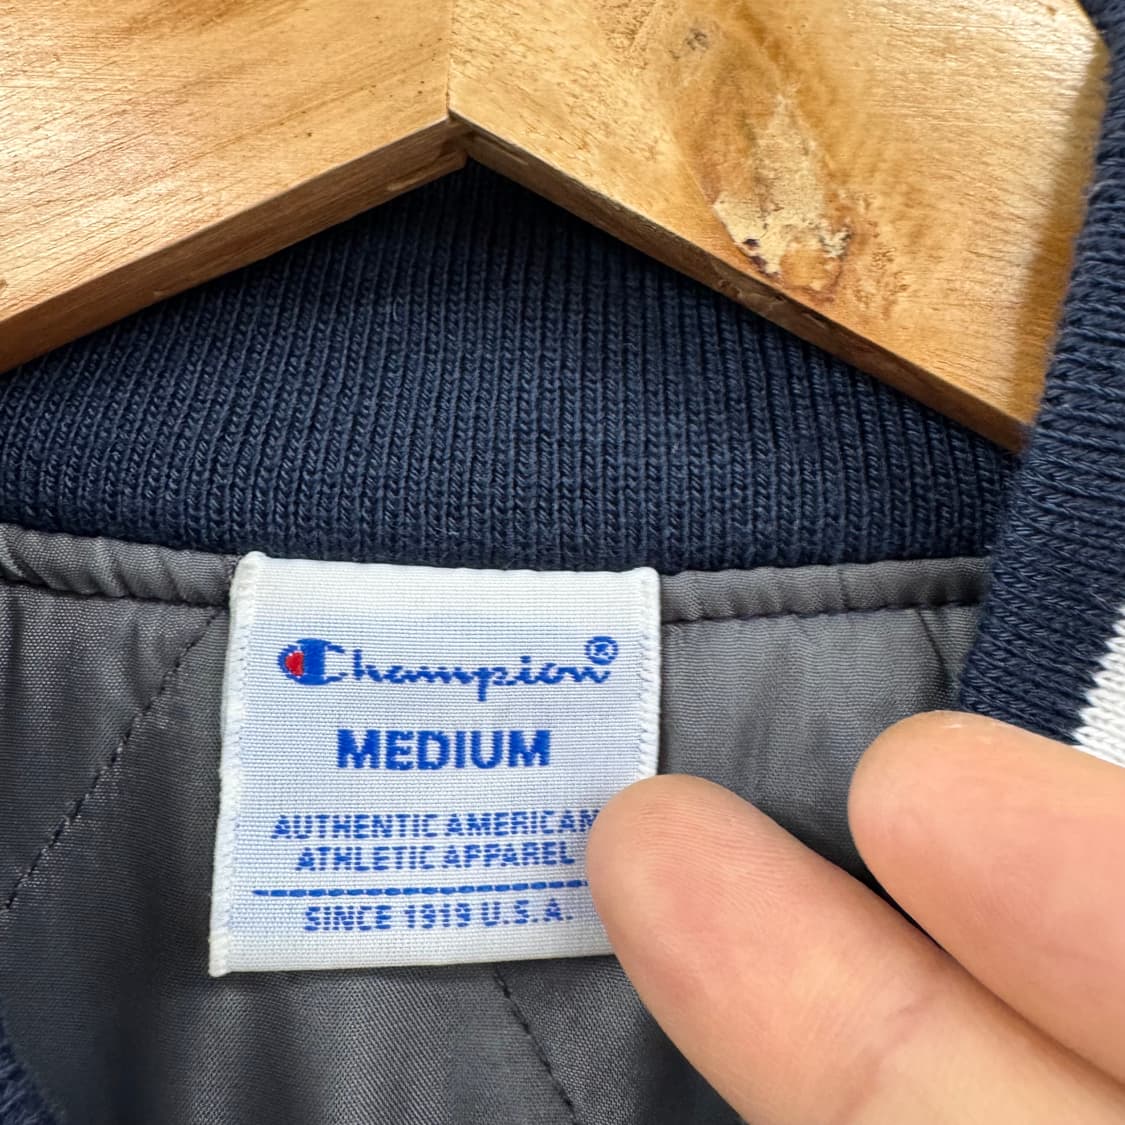 Champion®
MEDIUM
AUTHENTIC AMERICAN
ATHLETIC APPAREL
SINCE 1919 U.S.A.